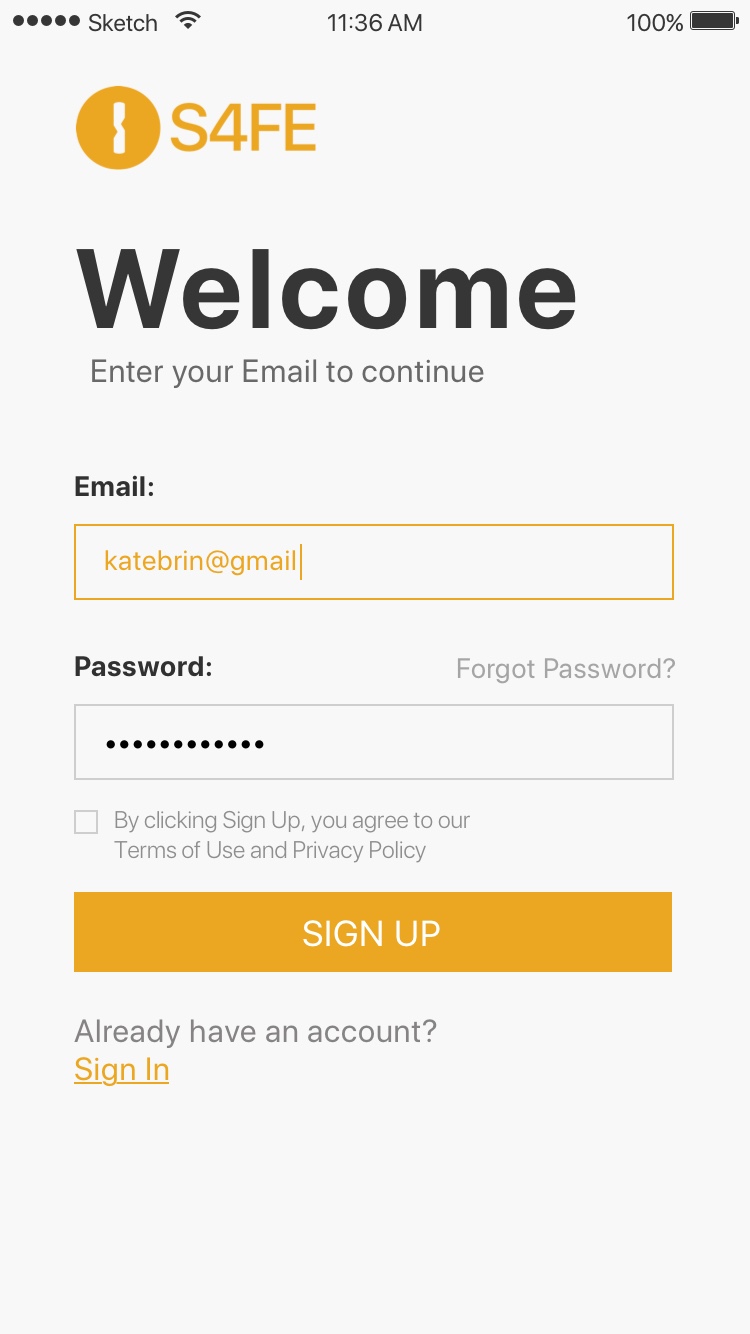 Sketch 11:36 AM 100%
S4FE
Welcome
Enter your Email to continue
Email:
katebrin@gmail
Password: Forgot Password?
••••••••••••
By clicking Sign Up, you agree to our
Terms of Use and Privacy Policy
SIGN UP
Already have an account?
Sign In